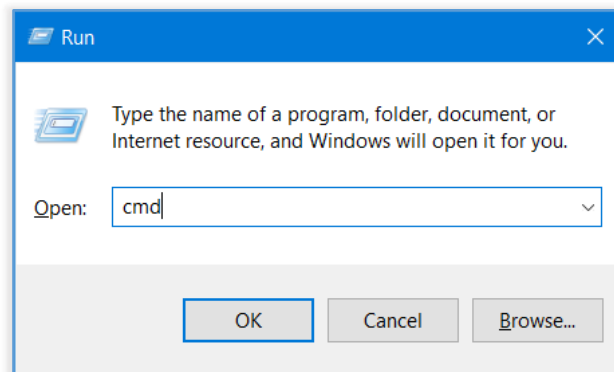 Run
Type the name of a program, folder, document, or
Internet resource, and Windows will open it for you.
Open: cmd
OK Cancel Browse...